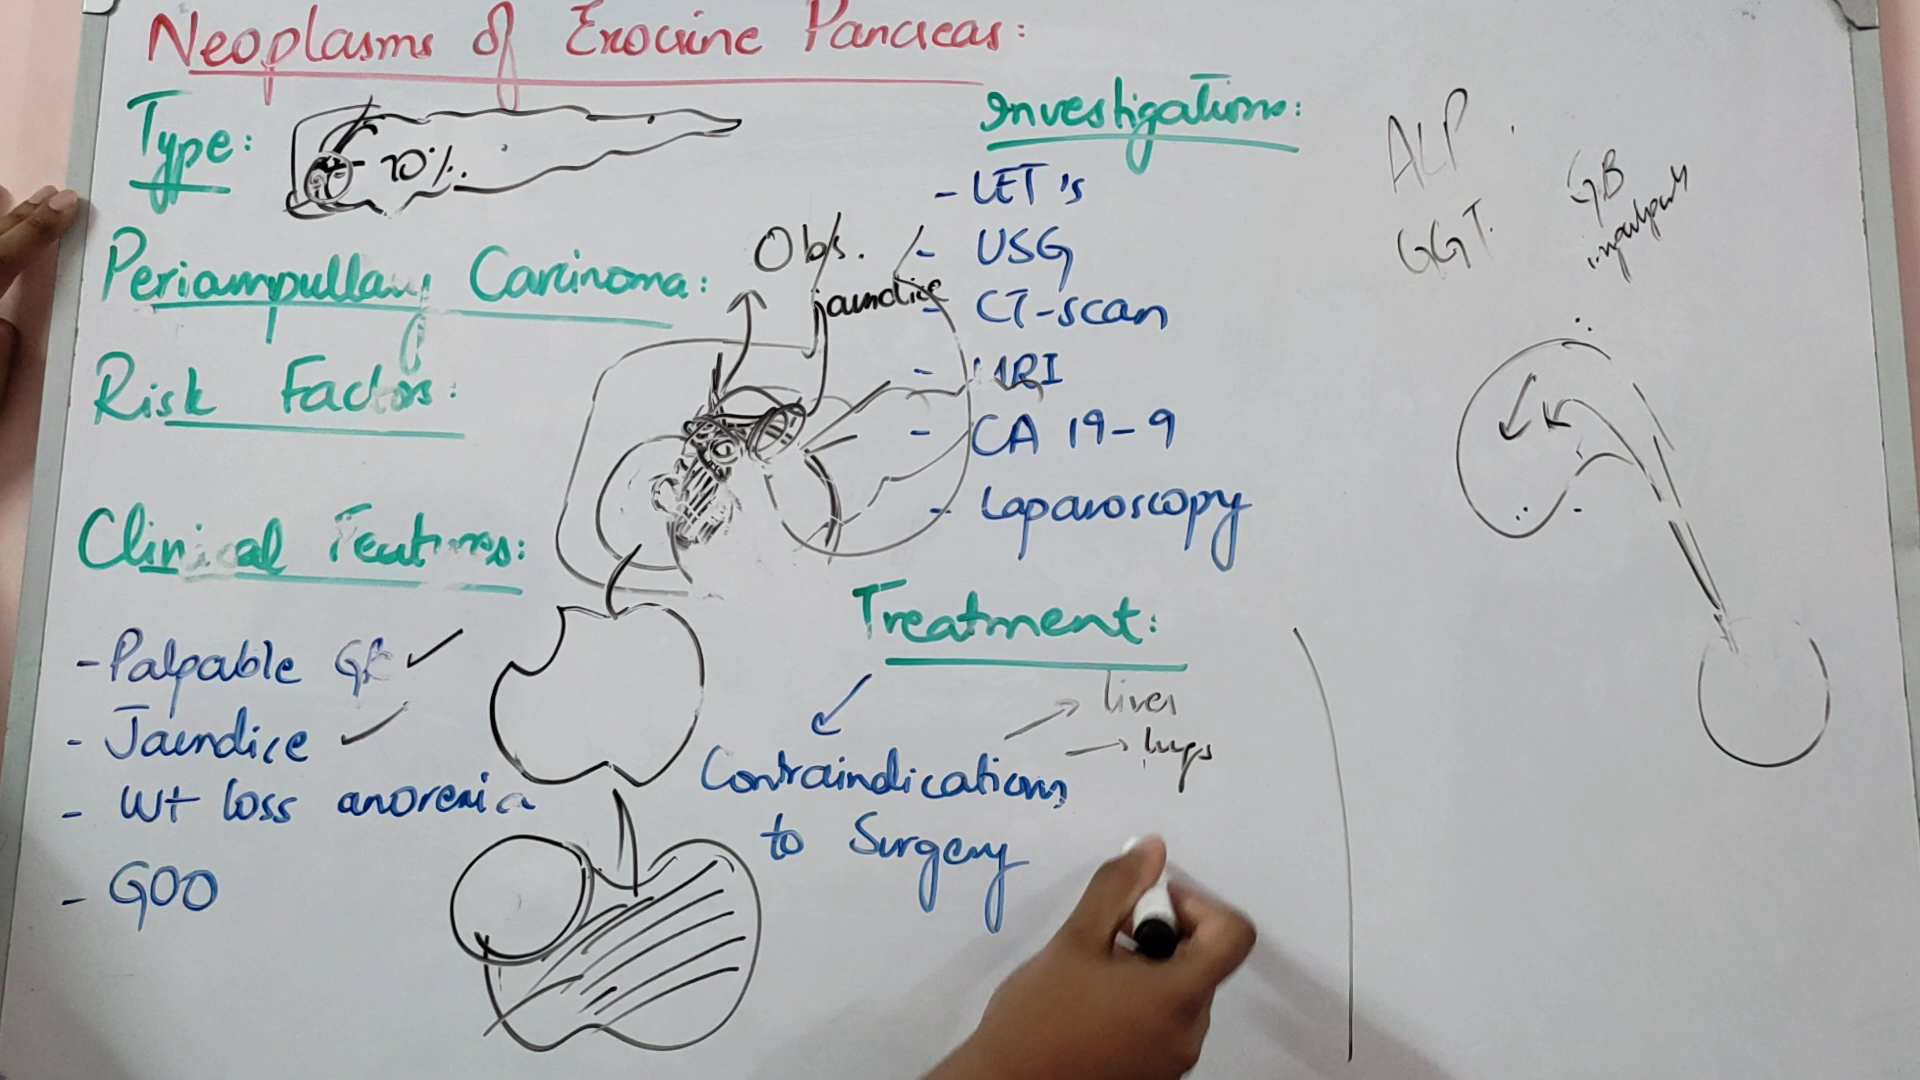 Neoplasms of Exocrine Pancreas:
Type:
70%.
Periampullary Carcinoma:
Obs.
jaundice
Risk Factors:
Clinical Features:
- Palpable GB ✓
- Jaundice ✓
- Wt loss anorexia
- GOO
Investigations:
- LFT's
- USG
- CT-scan
- MRI
- CA 19-9
- Laparoscopy
Treatment:
Contraindications
to Surgery
→ liver
→ lungs
ALP
GGT.
GB